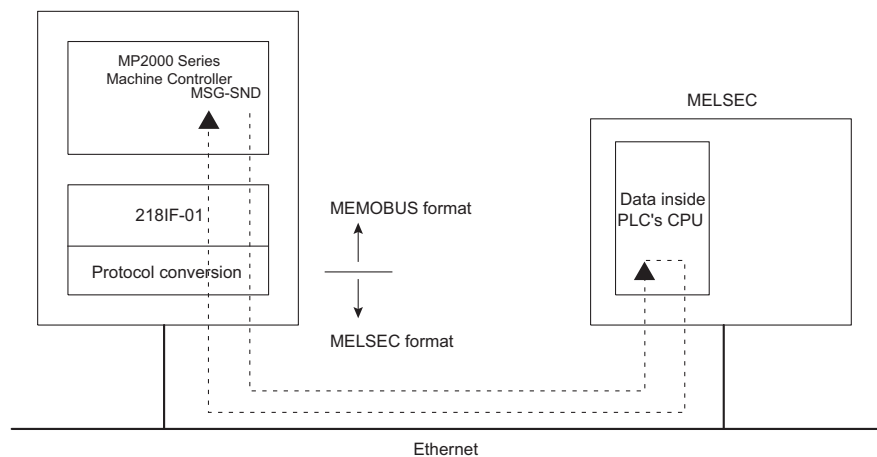 MP2000 Series
Machine Controller
MSG-SND
MELSEC
218IF-01
Protocol conversion
MEMOBUS format
MELSEC format
Data inside
PLC's CPU
Ethernet